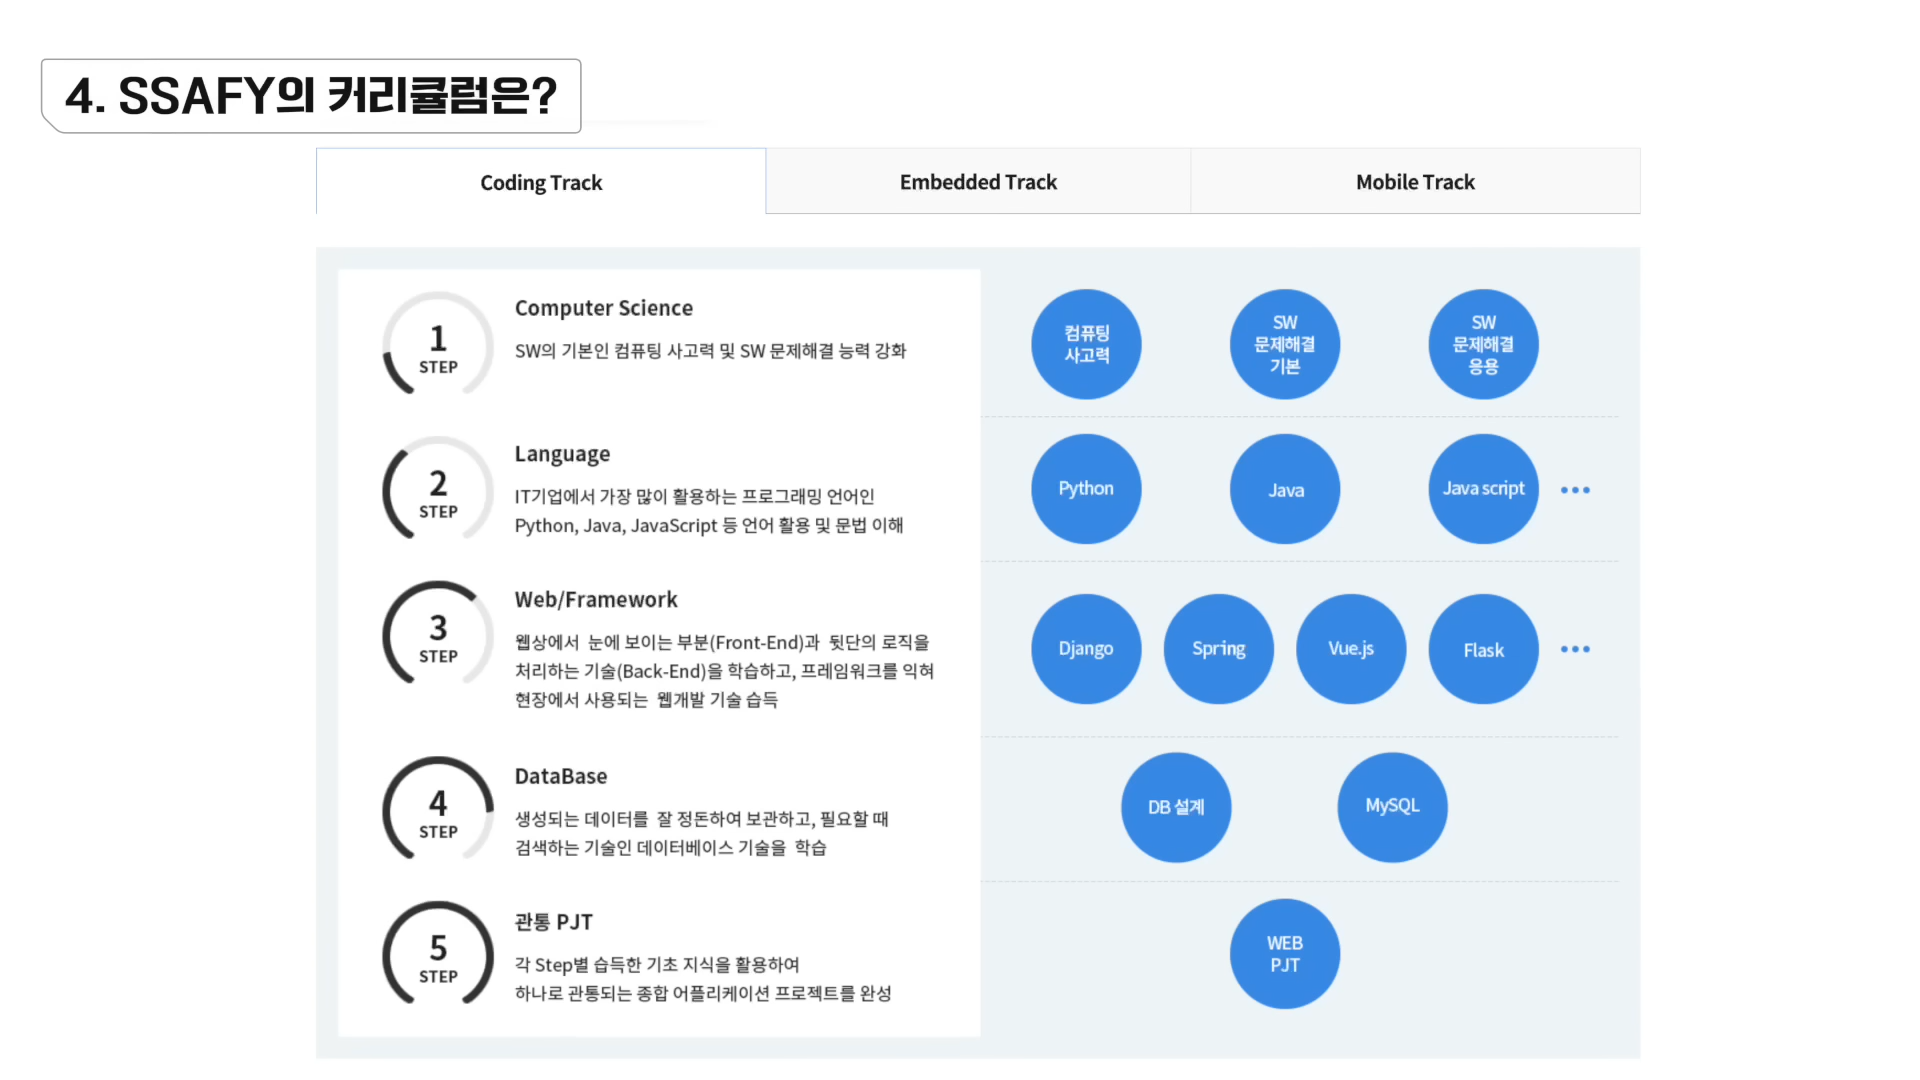 4. SSAFY의 커리큘럼은?
Coding Track
Embedded Track
Mobile Track
1
STEP
Computer Science
SW의 기본인 컴퓨팅 사고력 및 SW 문제해결 능력 강화
컴퓨팅
사고력
SW
문제해결
기본
SW
문제해결
응용
2
STEP
Language
IT기업에서 가장 많이 활용하는 프로그래밍 언어인
Python, Java, JavaScript 등 언어 활용 및 문법 이해
Python
Java
Java script
•••
3
STEP
Web/Framework
웹상에서 눈에 보이는 부분(Front-End)과 뒷단의 로직을
처리하는 기술(Back-End)을 학습하고, 프레임워크를 익혀
현장에서 사용되는 웹개발 기술 습득
Django
Spring
Vue.js
Flask
•••
4
STEP
DataBase
생성되는 데이터를 잘 정돈하여 보관하고, 필요할 때
검색하는 기술인 데이터베이스 기술을 학습
DB 설계
MySQL
5
STEP
관통 PJT
각 Step별 습득한 기초 지식을 활용하여
하나로 관통되는 종합 어플리케이션 프로젝트를 완성
WEB
PJT